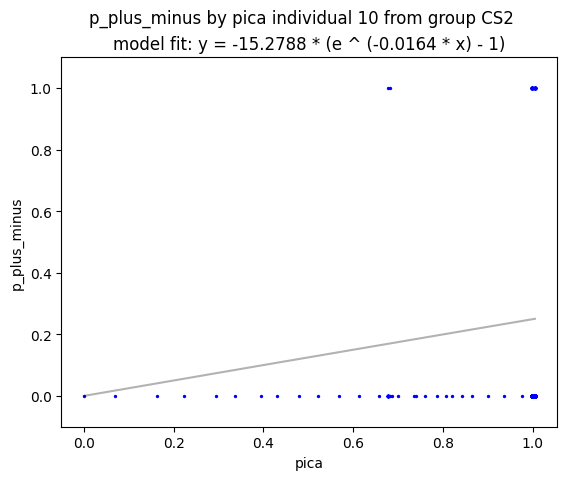 p_plus_minus by pica individual 10 from group CS2
model fit: y = -15.2788 * (e ^ (-0.0164 * x) - 1)
1.0
0.8
0.6
0.4
0.2
0.0
p_plus_minus
0.0 0.2 0.4 0.6 0.8 1.0
pica